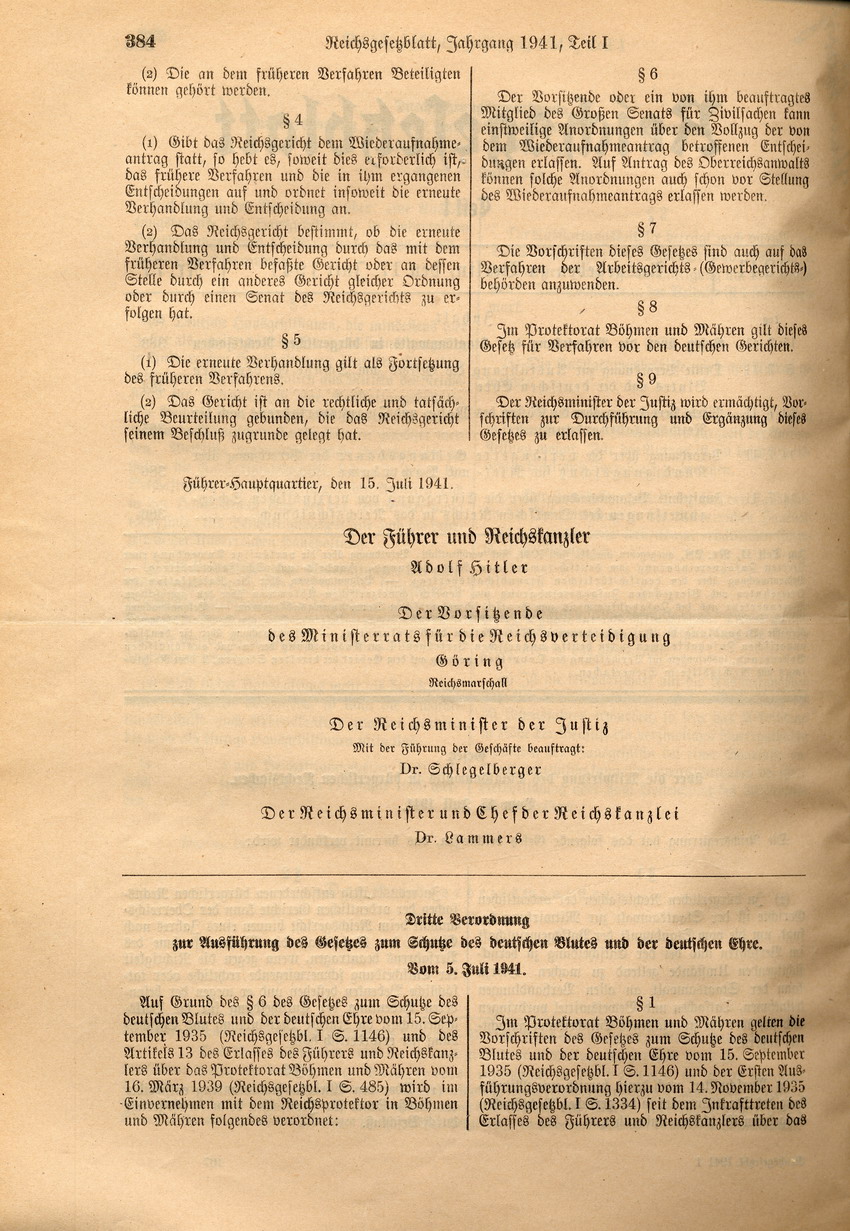 384
Reichsgesetzblatt, Jahrgang 1941, Teil I
(2) Die an dem früheren Verfahren Beteiligten
können gehört werden.
§ 4
(1) Gibt das Reichsgericht dem Wiederaufnahme-
antrag statt, so hebt es, soweit dies erforderlich ist,
das frühere Verfahren und die in ihm ergangenen
Entscheidungen auf und ordnet insoweit die erneute
Verhandlung und Entscheidung an.
(2) Das Reichsgericht bestimmt, ob die erneute
Verhandlung und Entscheidung durch das mit dem
früheren Verfahren befaßte Gericht oder an dessen
Stelle durch ein anderes Gericht gleicher Ordnung
oder durch einen Senat des Reichsgerichts zu er-
folgen hat.
§ 5
(1) Die erneute Verhandlung gilt als Fortsetzung
des früheren Verfahrens.
(2) Das Gericht ist an die rechtliche und tatsäch-
liche Beurteilung gebunden, die das Reichsgericht
seinem Beschluß zugrunde gelegt hat.
§ 6
Der Vorsitzende oder ein von ihm beauftragtes
Mitglied des Großen Senats für Zivilsachen kann
einstweilige Anordnungen über den Vollzug der von
dem Wiederaufnahmeantrag betroffenen Entschei-
dungen erlassen. Auf Antrag des Oberreichsanwalts
können solche Anordnungen auch schon vor Stellung
des Wiederaufnahmeantrags erlassen werden.
§ 7
Die Vorschriften dieses Gesetzes sind auch auf das
Verfahren der Arbeitsgerichts-(Gewerbegerichts-)
behörden anzuwenden.
§ 8
Im Protektorat Böhmen und Mähren gilt dieses
Gesetz für Verfahren vor den deutschen Gerichten.
§ 9
Der Reichsminister der Justiz wird ermächtigt, Vor-
schriften zur Durchführung und Ergänzung dieses
Gesetzes zu erlassen.
Führer-Hauptquartier, den 15. Juli 1941.
Der Führer und Reichskanzler
Adolf Hitler
Der Vorsitzende
des Ministerrats für die Reichsverteidigung
Göring
Reichsmarschall
Der Reichsminister der Justiz
Mit der Führung der Geschäfte beauftragt:
Dr. Schlegelberger
Der Reichsminister und Chef der Reichskanzlei
Dr. Lammers
Dritte Verordnung
zur Ausführung des Gesetzes zum Schutze des deutschen Blutes und der deutschen Ehre.
Vom 5. Juli 1941.
Auf Grund des § 6 des Gesetzes zum Schutze des
deutschen Blutes und der deutschen Ehre vom 15. Sep-
tember 1935 (Reichsgesetzbl. I S. 1146) und des
Artikels 13 des Erlasses des Führers und Reichskanz-
lers über das Protektorat Böhmen und Mähren vom
16. März 1939 (Reichsgesetzbl. I S. 485) wird im
Einvernehmen mit dem Reichsprotektor in Böhmen
und Mähren folgendes verordnet:
§ 1
Im Protektorat Böhmen und Mähren gelten die
Vorschriften des Gesetzes zum Schutze des deutschen
Blutes und der deutschen Ehre vom 15. September
1935 (Reichsgesetzbl. I S. 1146) und der Ersten Aus-
führungsverordnung hierzu vom 14. November 1935
(Reichsgesetzbl. I S. 1334) seit dem Inkrafttreten des
Erlasses des Führers und Reichskanzlers über das